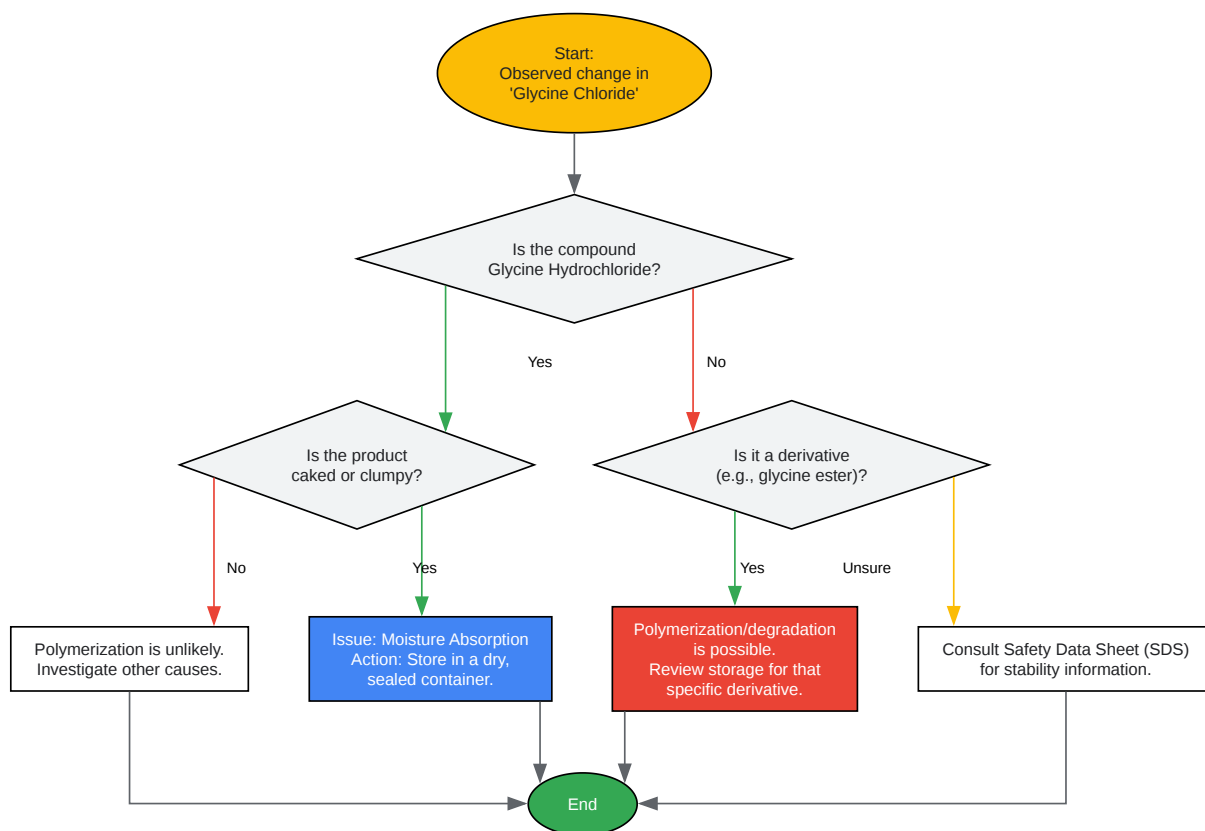 Start:
Observed change in
'Glycine Chloride'
Is the compound
Glycine Hydrochloride?
Yes
No
Is the product
caked or clumpy?
Is it a derivative
(e.g., glycine ester)?
No
Yes
Yes
Unsure
Polymerization is unlikely.
Investigate other causes.
Issue: Moisture Absorption
Action: Store in a dry,
sealed container.
Polymerization/degradation
is possible.
Review storage for that
specific derivative.
Consult Safety Data Sheet (SDS)
for stability information.
End